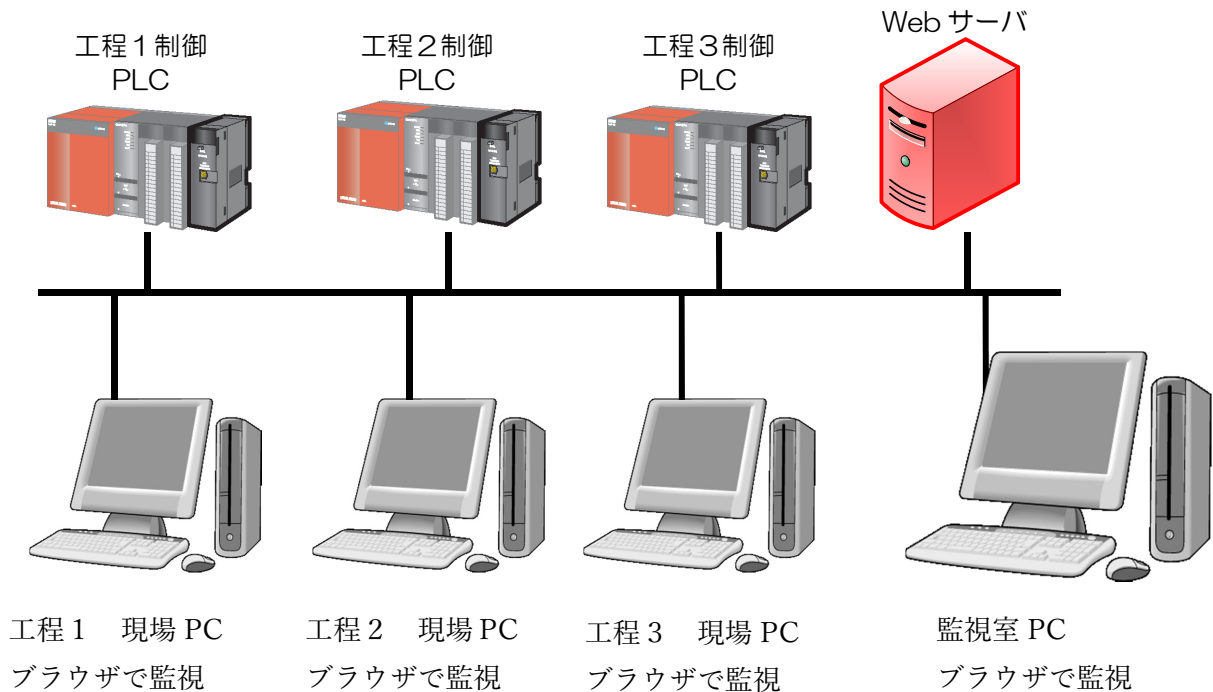 工程１制御
PLC
工程２制御
PLC
工程３制御
PLC
Web サーバ
工程１　現場 PC
ブラウザで監視
工程２　現場 PC
ブラウザで監視
工程３　現場 PC
ブラウザで監視
監視室 PC
ブラウザで監視